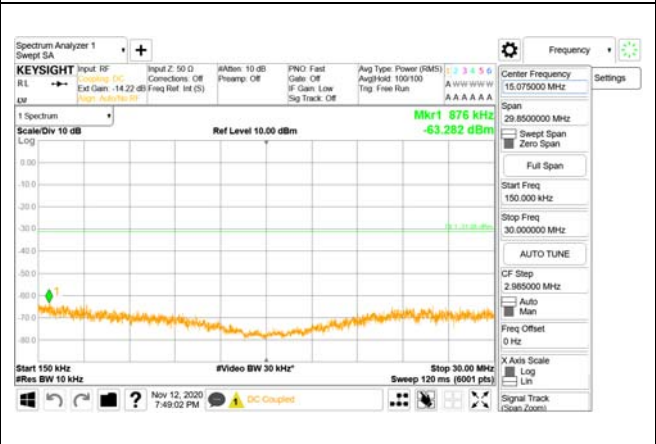 Spectrum Analyzer 1
Swept SA
Frequency
KEYSIGHT
RL
Input: RF
Coupling: DC
Ext Gain: -14.22 dB
Align: Auto/No RF
Input Z: 50 Ω
Corrections: Off
Freq Ref: Int (S)
#Atten: 10 dB
Preamp: Off
PNO: Fast
Gate: Off
IF Gain: Low
Sig Track: Off
Avg Type: Power (RMS)
Avg|Hold: 100/100
Trig: Free Run
1 2 3 4 5 6
A W W W W W
A A A A A A
Center Frequency
15.075000 MHz
Settings
1 Spectrum
Scale/Div 10 dB
Log
Ref Level 10.00 dBm
Mkr1 876 kHz
-63.282 dBm
Span
29.8500000 MHz
Swept Span
Zero Span
Full Span
Start Freq
150.000 kHz
Stop Freq
30.000000 MHz
AUTO TUNE
CF Step
2.985000 MHz
Auto
Man
Freq Offset
0 Hz
X Axis Scale
Log
Lin
Signal Track
(Span Zoom)
0.00
-10.0
-20.0
-30.0
-40.0
-50.0
-60.0
-70.0
-80.0
1
Start 150 kHz
#Res BW 10 kHz
#Video BW 30 kHz*
Stop 30.00 MHz
Sweep 120 ms (6001 pts)
?
Nov 12, 2020
7:49:02 PM
1
DC Coupled